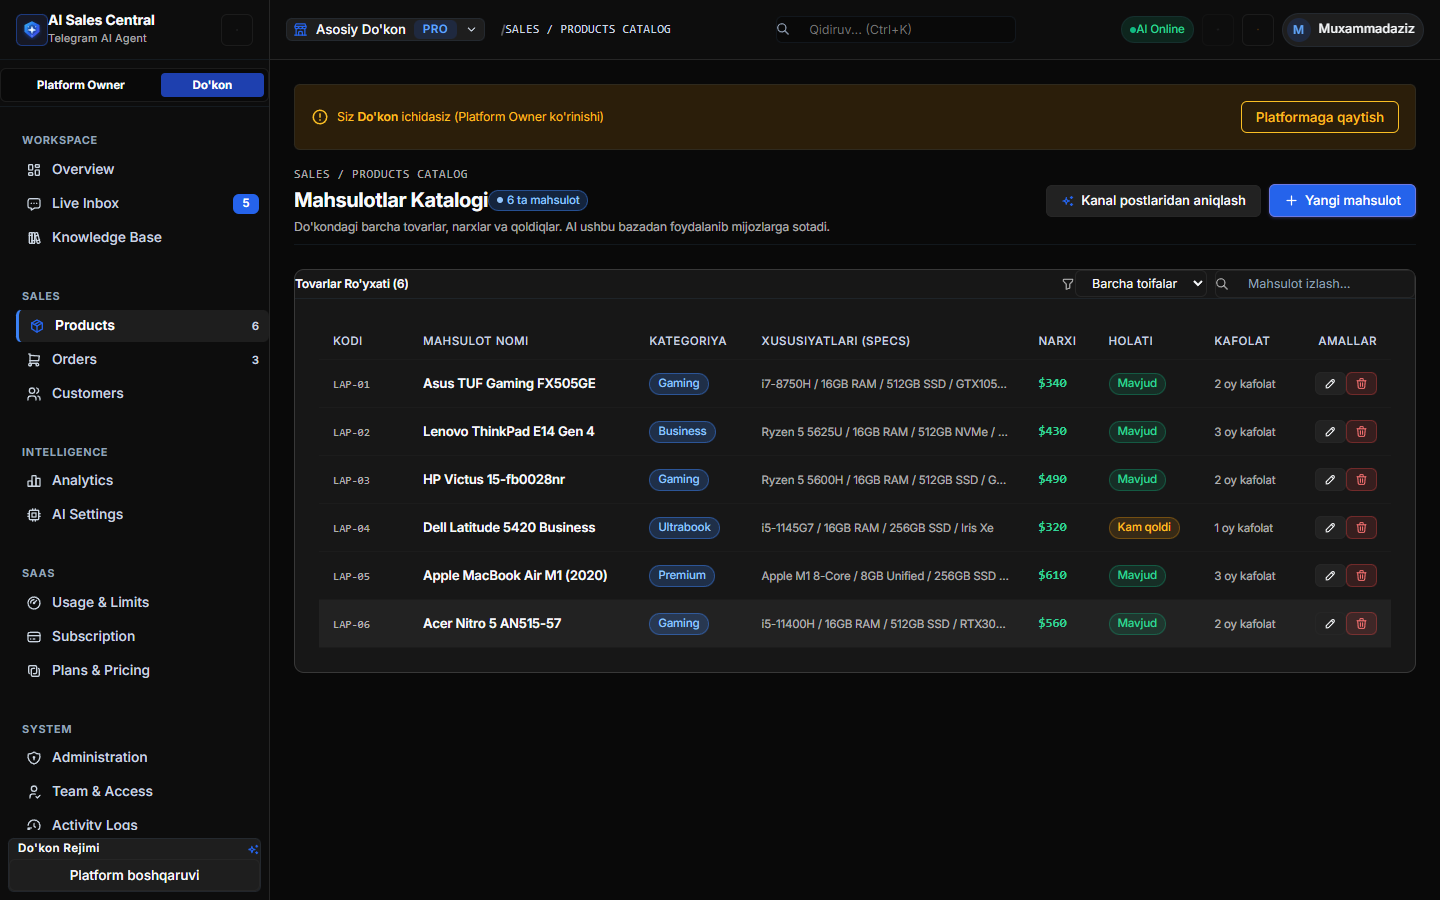 AI Sales Central
Telegram AI Agent
Platform Owner
Do'kon
WORKSPACE
Overview
Live Inbox
5
Knowledge Base
SALES
Products
6
Orders
3
Customers
INTELLIGENCE
Analytics
AI Settings
SAAS
Usage & Limits
Subscription
Plans & Pricing
SYSTEM
Administration
Team & Access
Activity Logs
Do'kon Rejimi
Platform boshqaruvi
Asosiy Do'kon PRO
/SALES / PRODUCTS CATALOG
Qidiruv... (Ctrl+K)
AI Online
M Muxammadaziz
Siz Do'kon ichidasiz (Platform Owner ko'rinishi)
Platformaga qaytish
SALES / PRODUCTS CATALOG
Mahsulotlar Katalogi
6 ta mahsulot
Do'kondagi barcha tovarlar, narxlar va qoldiqlar. AI ushbu bazadan foydalanib mijozlarga sotadi.
Kanal postlaridan aniqlash
Yangi mahsulot
Tovarlar Ro'yxati (6)
Barcha toifalar
Mahsulot izlash...
KODI MAHSULOT NOMI KATEGORIYA XUSUSIYATLARI (SPECS) NARXI HOLATI KAFOLAT AMALLAR
LAP-01 Asus TUF Gaming FX505GE Gaming i7-8750H / 16GB RAM / 512GB SSD / GTX105... $340 Mavjud 2 oy kafolat
LAP-02 Lenovo ThinkPad E14 Gen 4 Business Ryzen 5 5625U / 16GB RAM / 512GB NVMe / ... $430 Mavjud 3 oy kafolat
LAP-03 HP Victus 15-fb0028nr Gaming Ryzen 5 5600H / 16GB RAM / 512GB SSD / G... $490 Mavjud 2 oy kafolat
LAP-04 Dell Latitude 5420 Business Ultrabook i5-1145G7 / 16GB RAM / 256GB SSD / Iris Xe $320 Kam qoldi 1 oy kafolat
LAP-05 Apple MacBook Air M1 (2020) Premium Apple M1 8-Core / 8GB Unified / 256GB SSD ... $610 Mavjud 3 oy kafolat
LAP-06 Acer Nitro 5 AN515-57 Gaming i5-11400H / 16GB RAM / 512GB SSD / RTX30... $560 Mavjud 2 oy kafolat